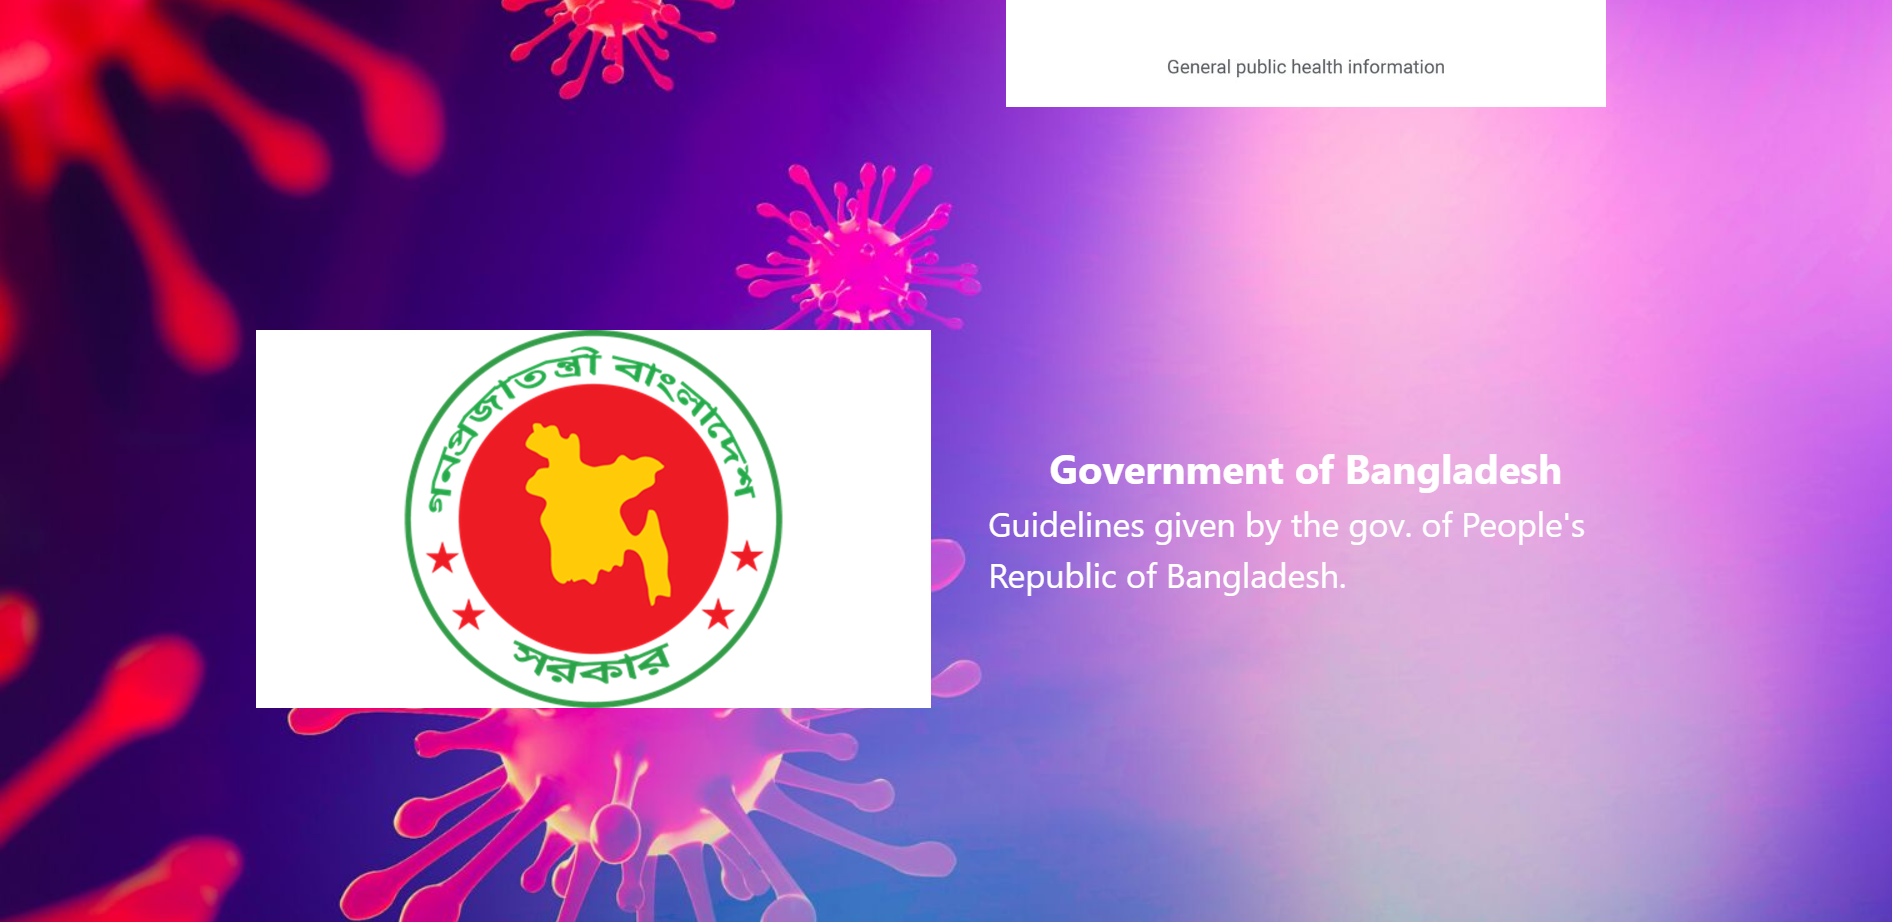 General public health information
গনপ্রজাতন্ত্রী বাংলাদেশ
সরকার
Government of Bangladesh
Guidelines given by the gov. of People's
Republic of Bangladesh.